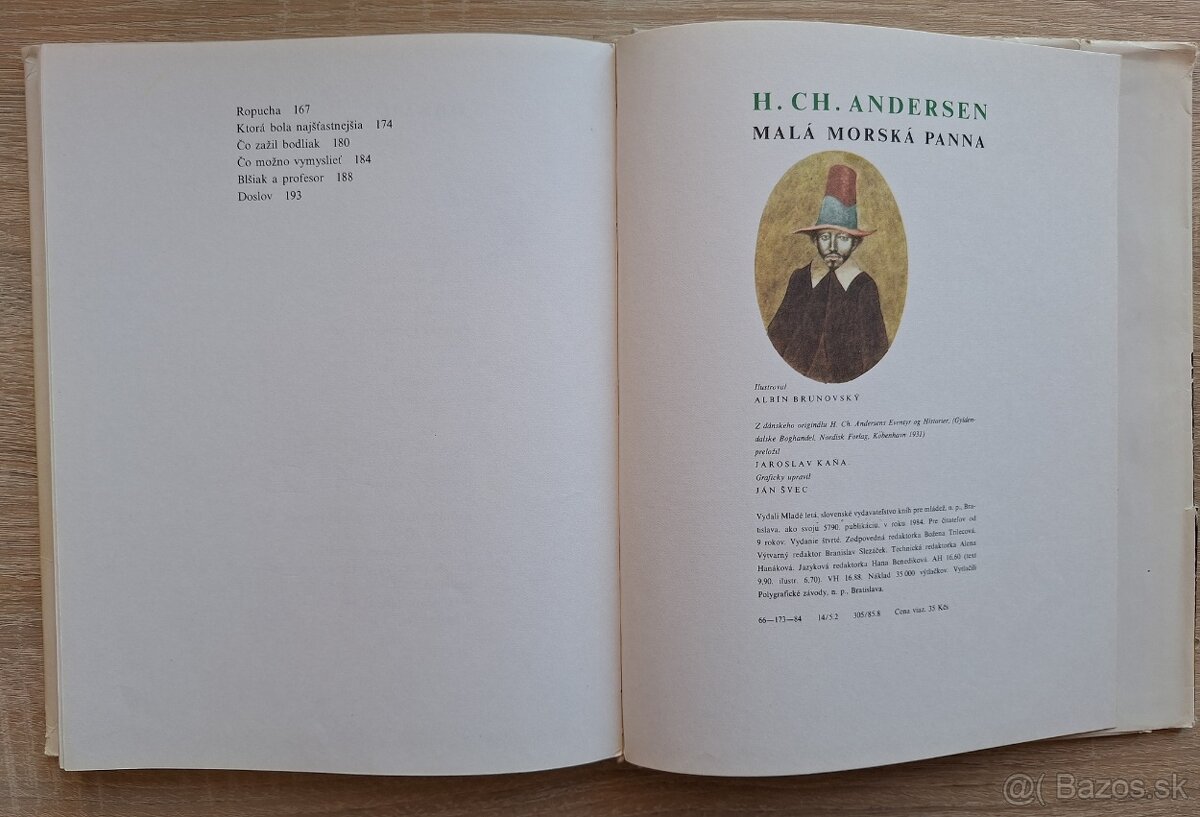 Ropucha 167
Ktorá bola najšťastnejšia 174
Čo zažil bodliak 180
Čo možno vymyslieť 184
Blšiak a profesor 188
Doslov 193
H. CH. ANDERSEN
MALÁ MORSKÁ PANNA
Ilustroval
ALBÍN BRUNOVSKÝ
Z dánskeho originálu H. Ch. Andersens Eventyr og Historier, (Gylden-
dalske Boghandel, Nordisk Forlag, Kobenhavn 1931)
preložil
JAROSLAV KAŇA
Graficky upravil
JÁN ŠVEC
Vydali Mladé letá, slovenské vydavateľstvo kníh pre mládež, n. p., Bra-
tislava, ako svoju 5790. publikáciu, v roku 1984. Pre čitateľov od
9 rokov. Vydanie štvrté. Zodpovedná redaktorka Božena Trilecová.
Výtvarný redaktor Branislav Slezáček. Technická redaktorka Alena
Hanáková. Jazyková redaktorka Hana Benediková. AH 16,60 (text
9,90, ilustr. 6,70). VH 16,88. Náklad 35 000 výtlačkov. Vytlačili
Polygrafické závody, n. p., Bratislava.
66—173—84 14/5.2 305/85.8 Cena viaz. 35 Kčs
@( Bazos.sk